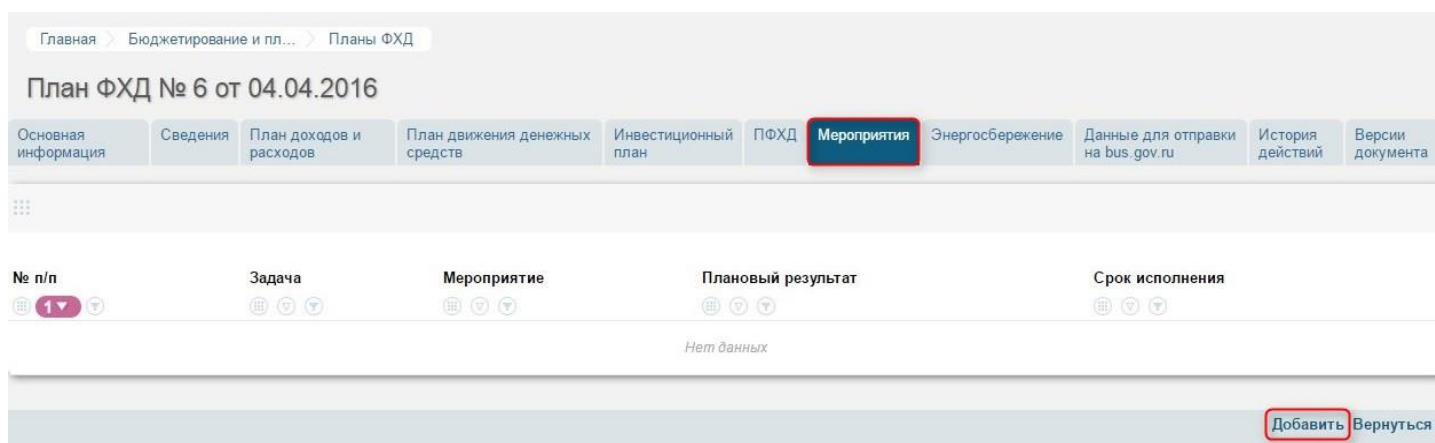 Главная Бюджетирование и пл... Планы ФХД
План ФХД № 6 от 04.04.2016
Основная информация Сведения План доходов и расходов План движения денежных средств Инвестиционный план ПФХД Мероприятия Энергосбережение Данные для отправки на bus.gov.ru История действий Версии документа
№ п/п Задача Мероприятие Плановый результат Срок исполнения
1
Нет данных
Добавить Вернуться